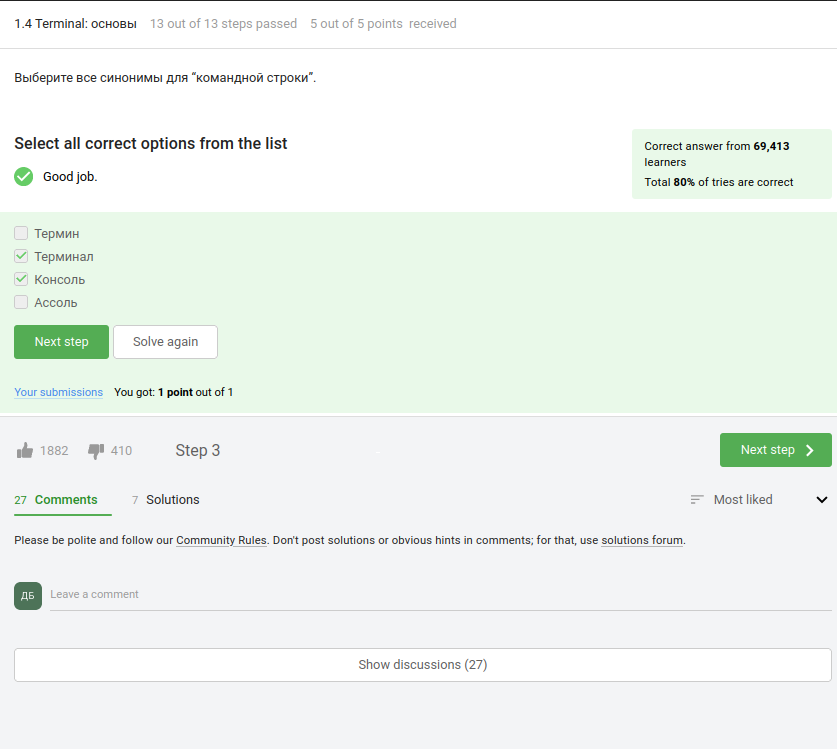 1.4 Terminal: основы 13 out of 13 steps passed 5 out of 5 points received
Выберите все синонимы для “командной строки”.
Select all correct options from the list
Good job.
Correct answer from 69,413
learners
Total 80% of tries are correct
Термин
Терминал
Консоль
Ассоль
Next step Solve again
Your submissions You got: 1 point out of 1
1882 410 Step 3 Next step
27 Comments 7 Solutions Most liked
Please be polite and follow our Community Rules. Don't post solutions or obvious hints in comments; for that, use solutions forum.
ДБ Leave a comment
Show discussions (27)